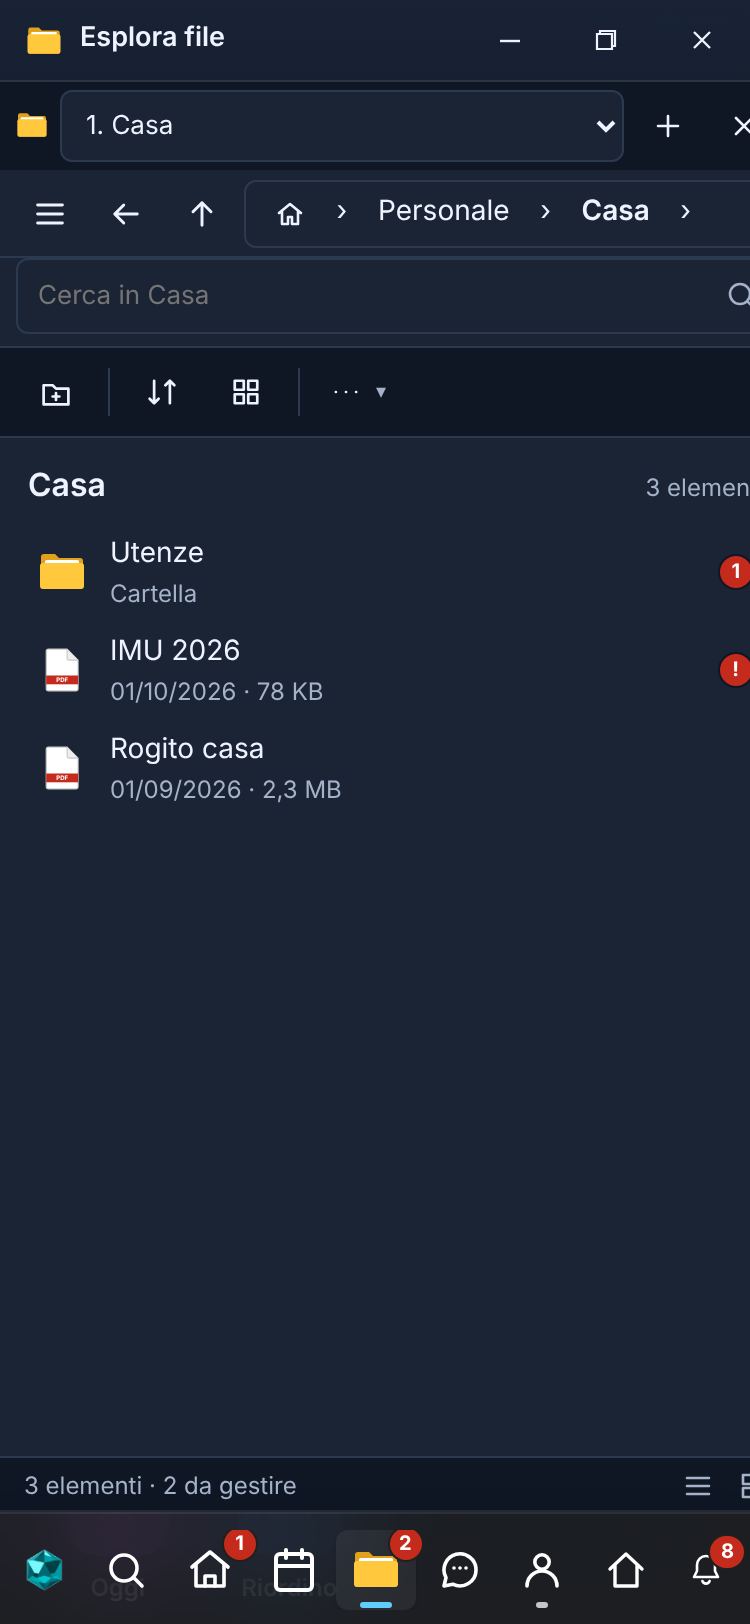 Esplora file
1. Casa
› Personale › Casa ›
Cerca in Casa
··· ▾
Casa
3 elemen
Utenze
Cartella
1
IMU 2026
01/10/2026 · 78 KB
!
PDF
Rogito casa
01/09/2026 · 2,3 MB
PDF
3 elementi · 2 da gestire
1
2
8
Oggi
Riordino